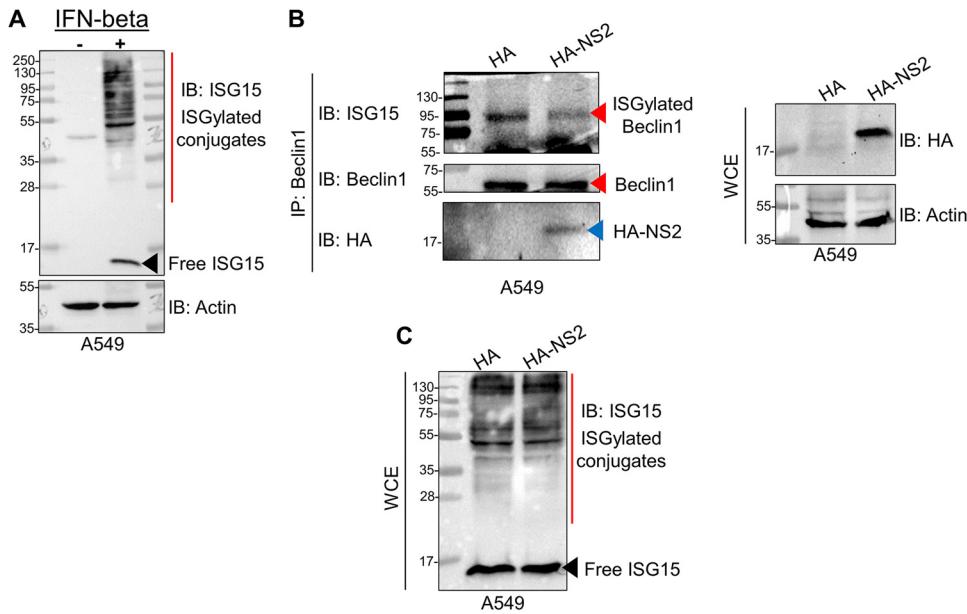 A
IFN-beta
- +
250-
130-
95-
75-
55-
35-
28-
17-
IB: ISG15
ISGylated
conjugates
Free ISG15
55-
35-
IB: Actin
A549
B
HA HA-NS2
IP: Beclin1
IB: ISG15
130-
95-
75-
55-
ISGylated
Beclin1
IB: Beclin1
75-
55-
Beclin1
IB: HA
17-
HA-NS2
A549
HA HA-NS2
WCE
17-
IB: HA
55-
35-
IB: Actin
A549
C
HA HA-NS2
WCE
130-
95-
75-
55-
35-
28-
17-
IB: ISG15
ISGylated
conjugates
Free ISG15
A549